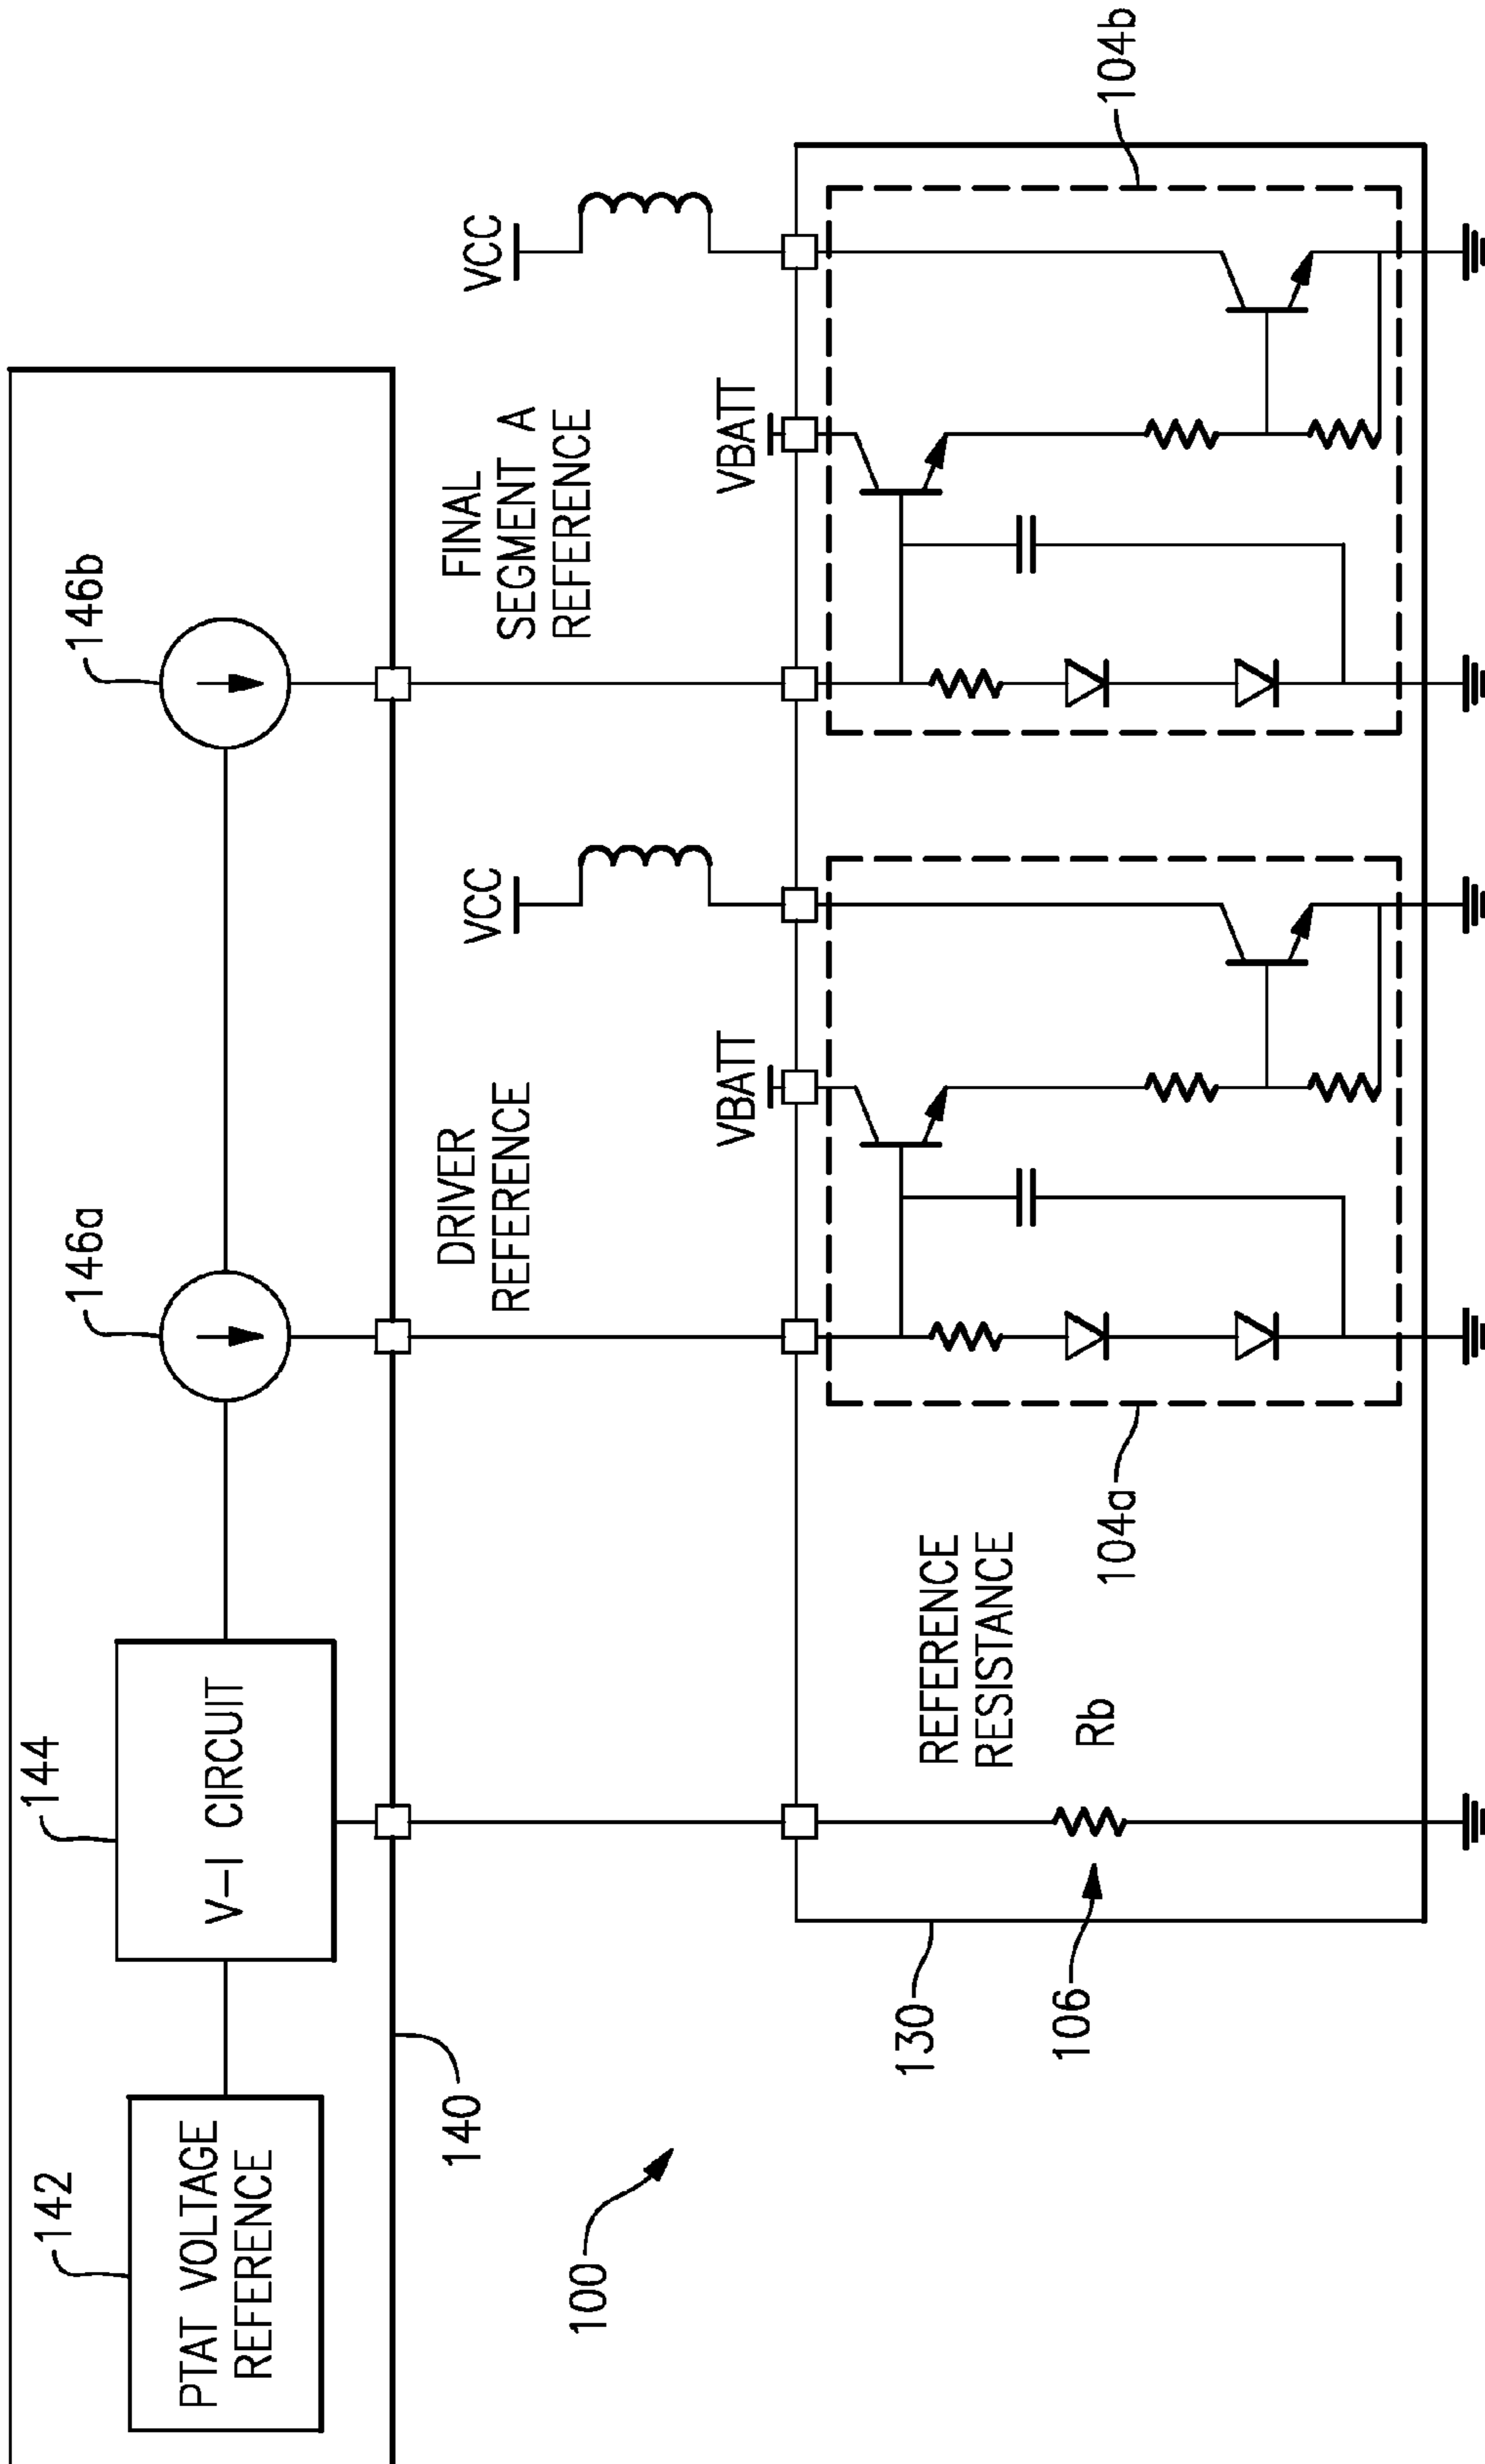 142
PTAT VOLTAGE
REFERENCE
144
V-I CIRCUIT
146a
146b
140
100
DRIVER
REFERENCE
FINAL
SEGMENT A
REFERENCE
VCC
VCC
VBATT
VBATT
130
106
REFERENCE
RESISTANCE
Rb
104a
104b